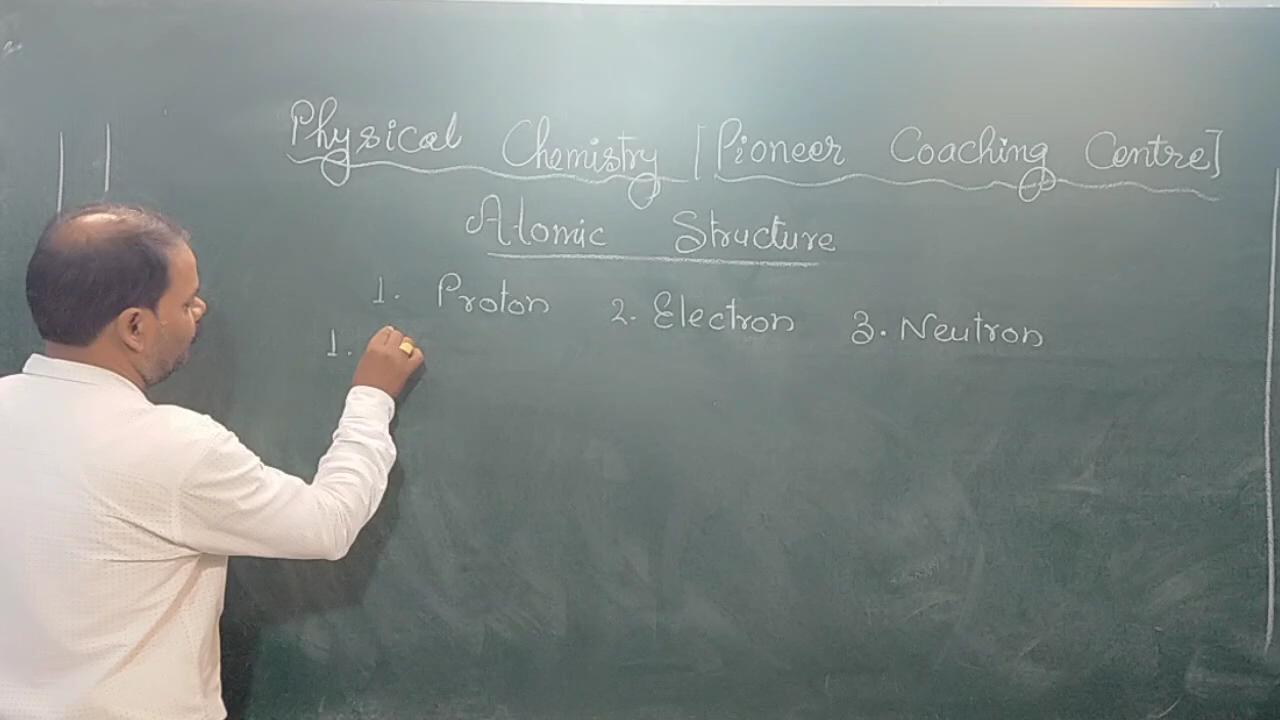 Physical Chemistry [Pioneer Coaching Centre]
Atomic Structure
1. Proton 2. Electron 3. Neutron
1.